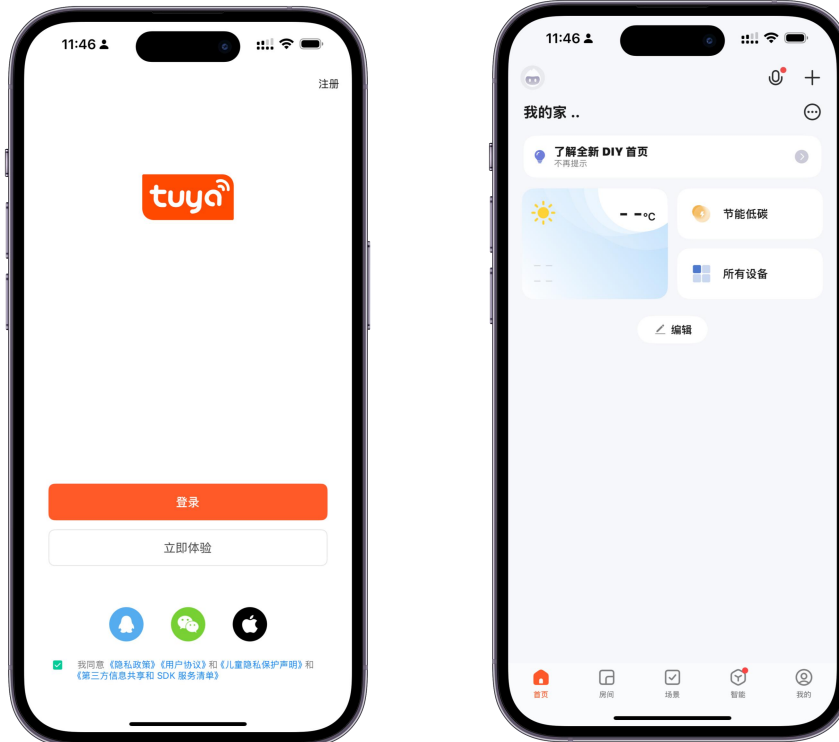 11:46
注册
tuya
登录
立即体验
我同意《隐私政策》《用户协议》和《儿童隐私保护声明》和
《第三方信息共享和 SDK 服务清单》
11:46
我的家 ..
了解全新 DIY 首页
不再提示
- -°C
节能低碳
-- --
-- --
所有设备
编辑
首页
房间
场景
智能
我的